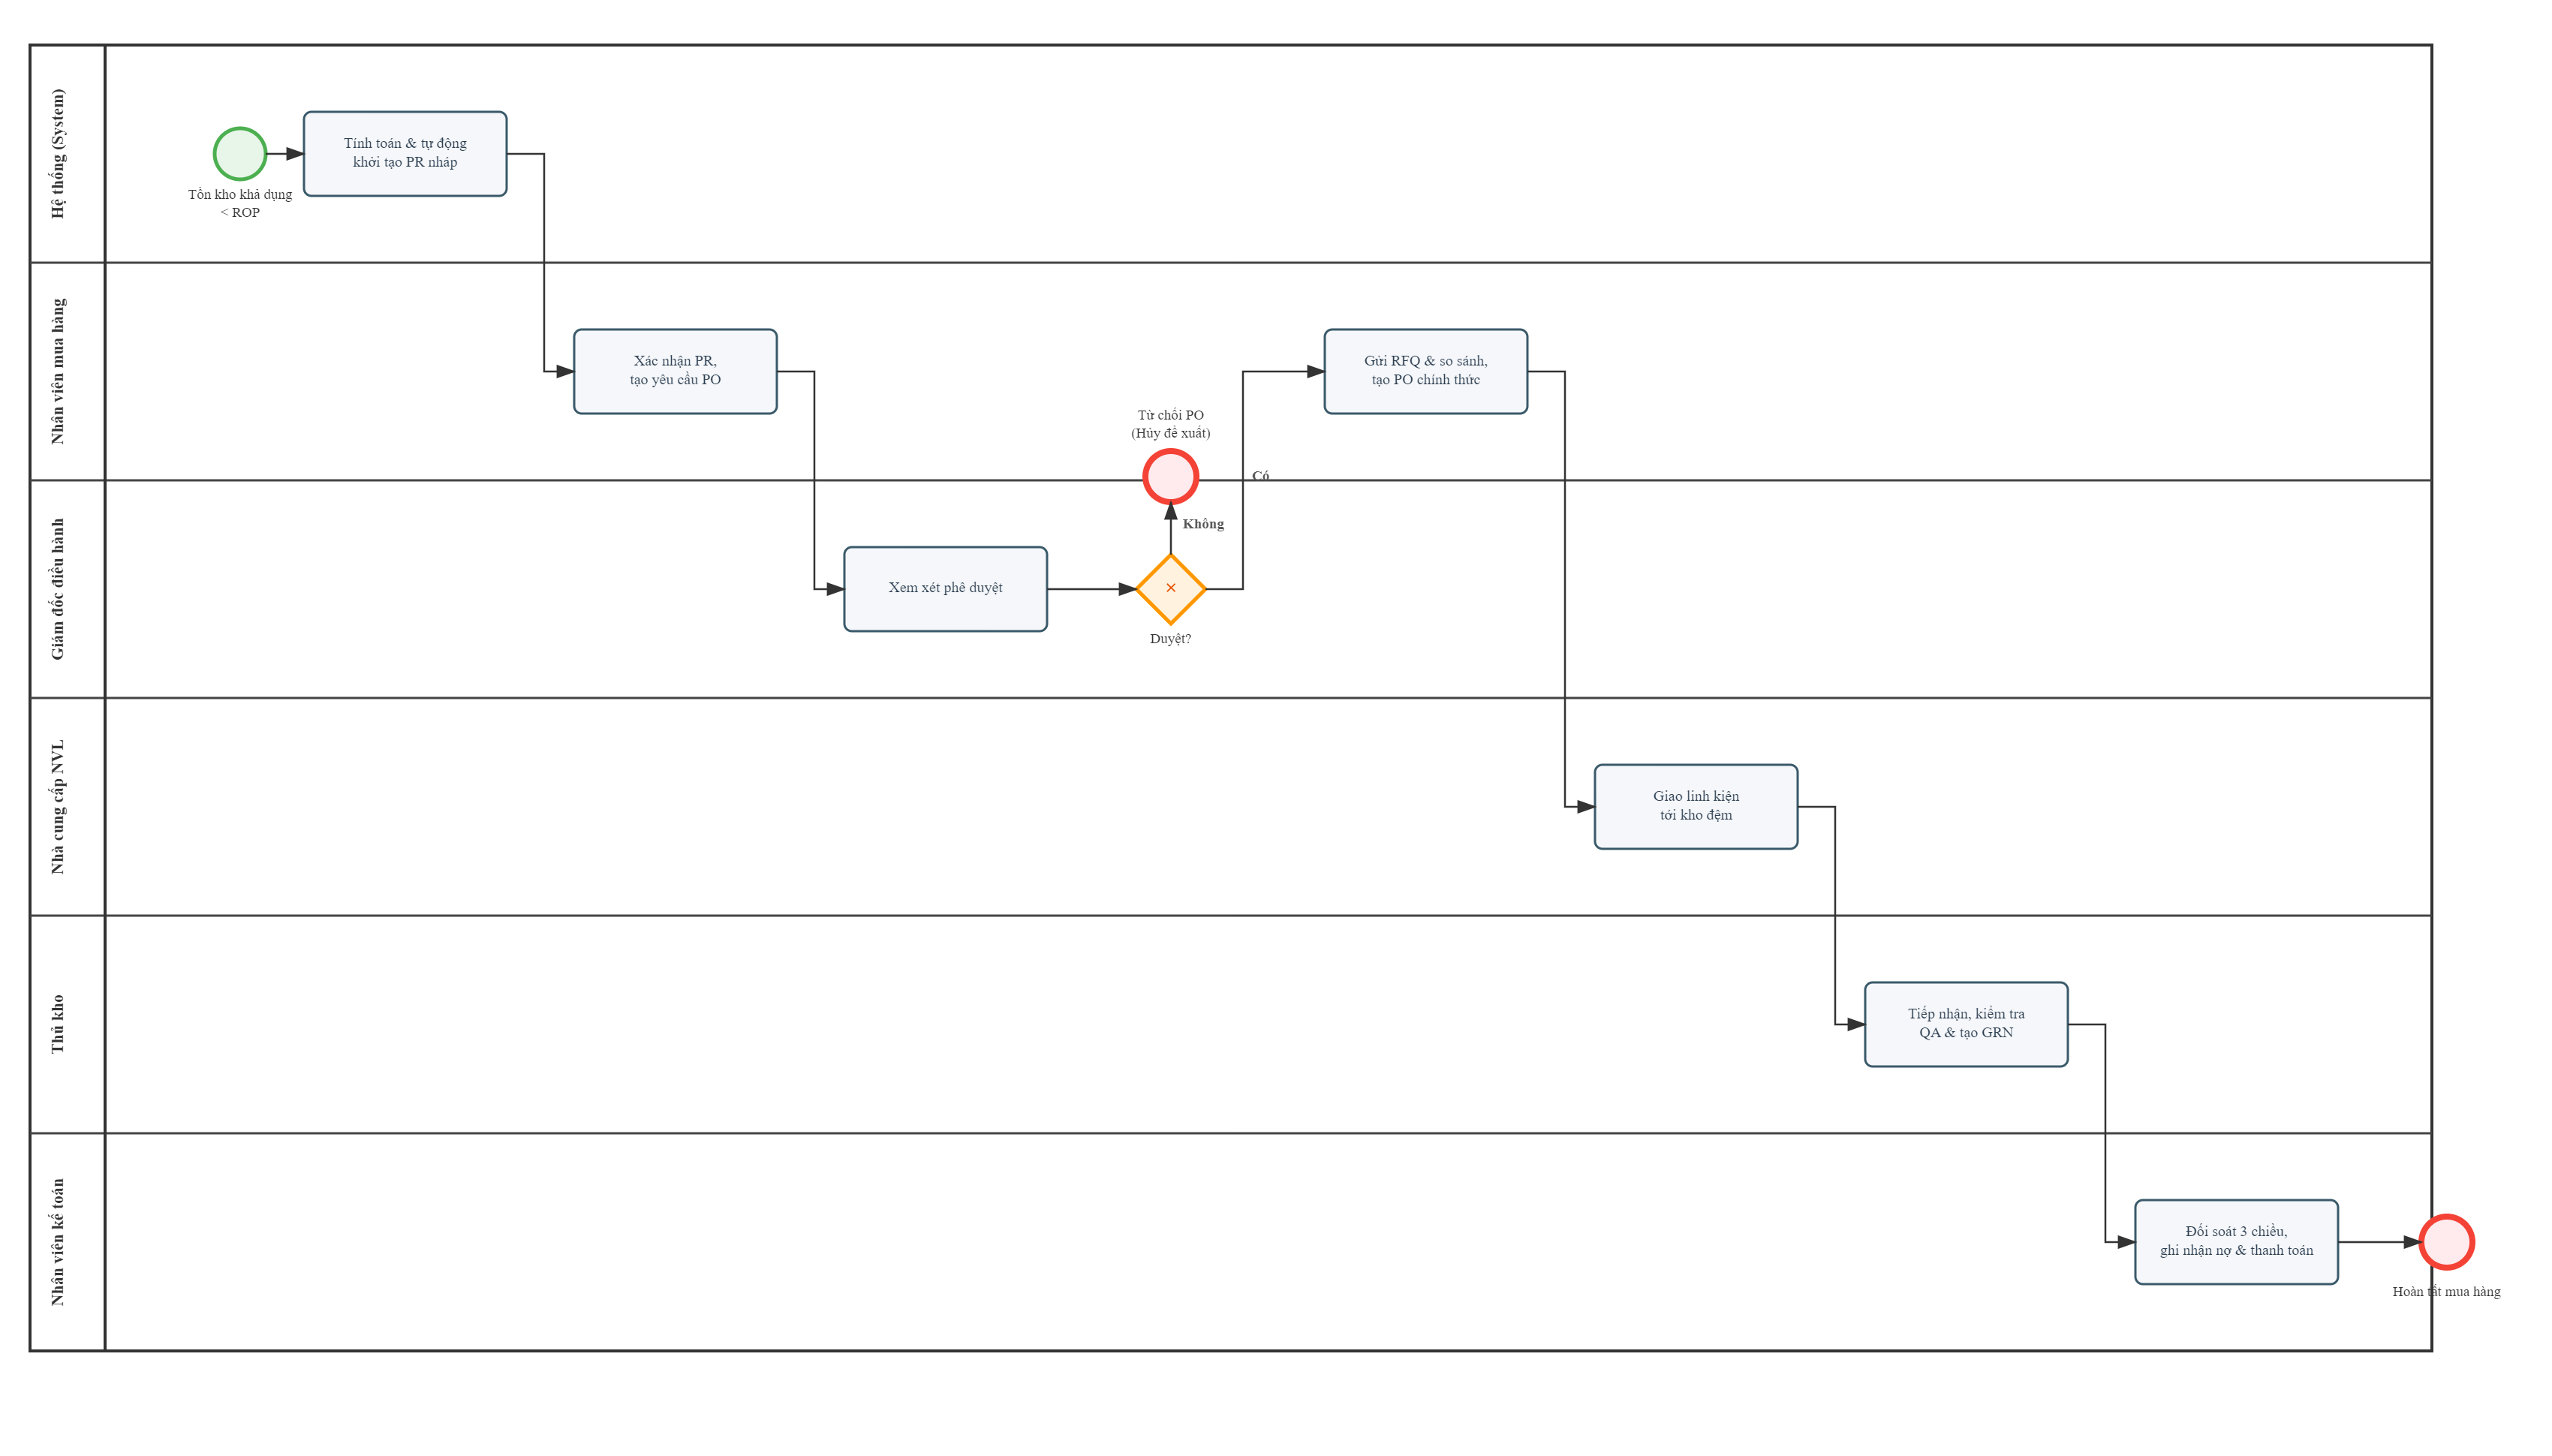 Hệ thống (System)
Tồn kho khả dụng
< ROP
Tính toán & tự động
khởi tạo PR nháp
Nhân viên mua hàng
Xác nhận PR,
tạo yêu cầu PO
Từ chối PO
(Hủy đề xuất)
Gửi RFQ & so sánh,
tạo PO chính thức
Có
Không
Giám đốc điều hành
Xem xét phê duyệt
Duyệt?
Nhà cung cấp NVL
Giao linh kiện
tới kho đệm
Thủ kho
Tiếp nhận, kiểm tra
QA & tạo GRN
Nhân viên kế toán
Đối soát 3 chiều,
ghi nhận nợ & thanh toán
Hoàn tất mua hàng